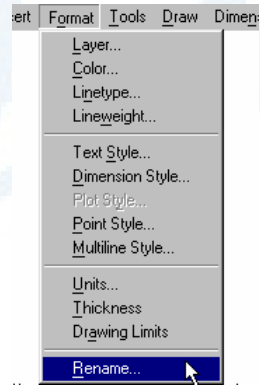 ert Format Tools Draw Dimen
Layer...
Color...
Linetype...
Lineweight...
Text Style...
Dimension Style...
Plot Style...
Point Style...
Multiline Style...
Units...
Thickness
Drawing Limits
Rename...